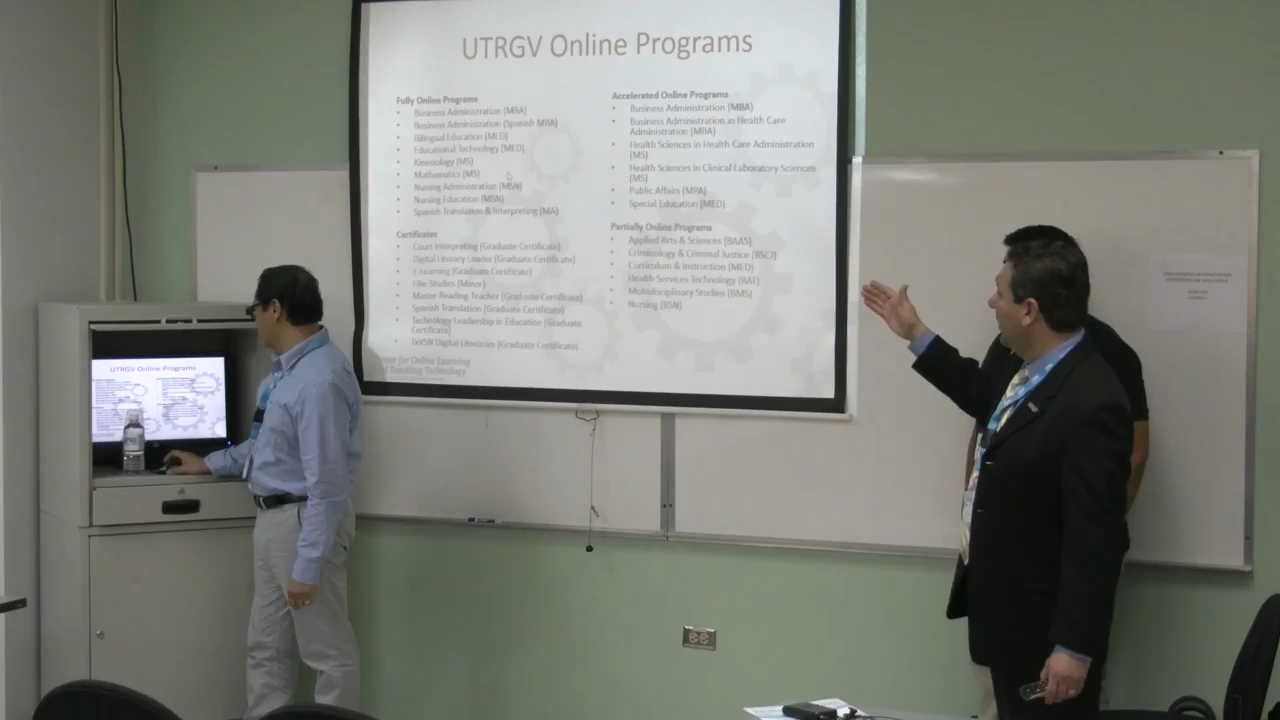 UTRGV Online Programs
Fully Online Programs
• Business Administration (MBA)
• Business Administration (Spanish MBA)
• Bilingual Education (MED)
• Educational Technology (MED)
• Kinesiology (MS)
• Mathematics (MS)
• Nursing Administration (MSN)
• Nursing Education (MSN)
• Spanish Translation & Interpreting (MA)
Certificates
• Court Interpreting (Graduate Certificate)
• Digital Literacy Leader (Graduate Certificate)
• E-Learning (Graduate Certificate)
• Film Studies (Minor)
• Master Reading Teacher (Graduate Certificate)
• Spanish Translation (Graduate Certificate)
• Technology Leadership in Education (Graduate
Certificate)
• TxVSN Digital Literacies (Graduate Certificate)
for Online Learning
Teaching Technology
Accelerated Online Programs
• Business Administration (MBA)
• Business Administration in Health Care
Administration (MBA)
• Health Sciences in Health Care Administration
(MS)
• Health Sciences in Clinical Laboratory Sciences
(MS)
• Public Affairs (MPA)
• Special Education (MED)
Partially Online Programs
• Applied Arts & Sciences (BAAS)
• Criminology & Criminal Justice (BSCJ)
• Curriculum & Instruction (MED)
• Health Services Technology (BAT)
• Multidisciplinary Studies (BMS)
• Nursing (BSN)
UTRGV Online Programs